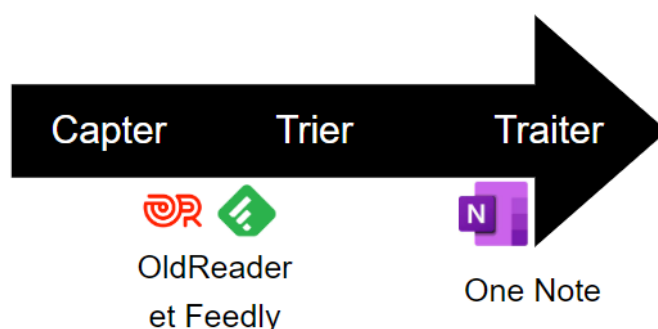 Capter Trier Traiter
OldReader
et Feedly
N
One Note